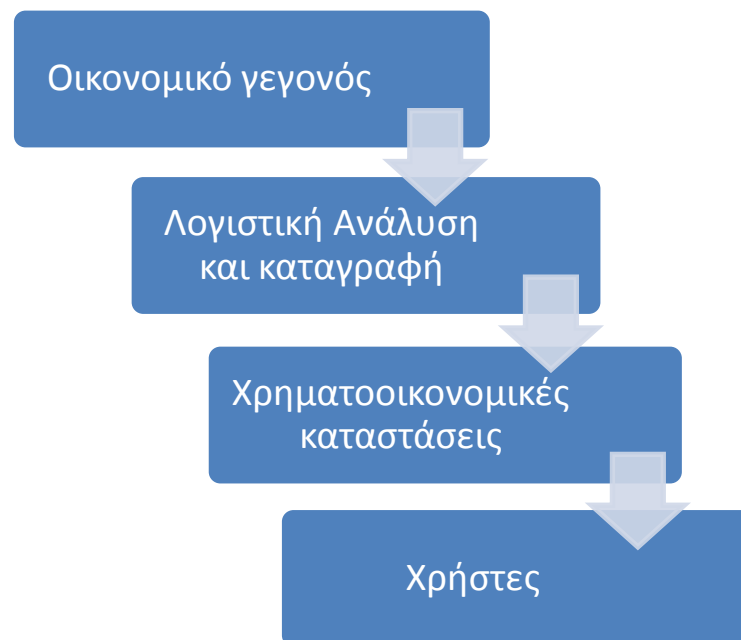 Οικονομικό γεγονός
Λογιστική Ανάλυση
και καταγραφή
Χρηματοοικονομικές
καταστάσεις
Χρήστες